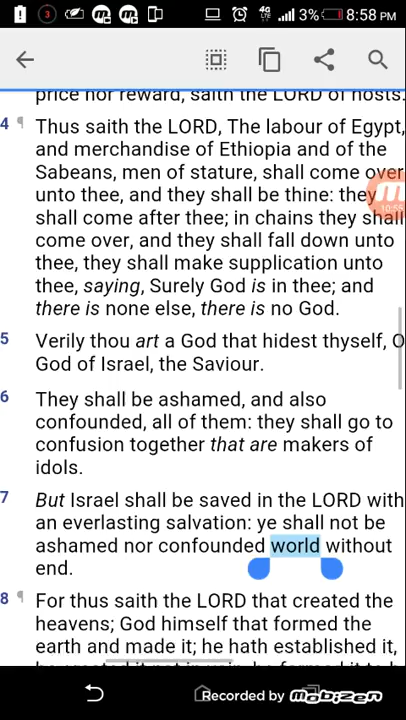 3 4G LTE 3% 8:58 PM
price nor reward, saith the LORD of hosts.
4 ¶ Thus saith the LORD, The labour of Egypt,
and merchandise of Ethiopia and of the
Sabeans, men of stature, shall come over
unto thee, and they shall be thine: they
shall come after thee; in chains they shall
come over, and they shall fall down unto
thee, they shall make supplication unto
thee, saying, Surely God is in thee; and
there is none else, there is no God.
10:55
5 Verily thou art a God that hidest thyself, O
God of Israel, the Saviour.
6 They shall be ashamed, and also
confounded, all of them: they shall go to
confusion together that are makers of
idols.
7 But Israel shall be saved in the LORD with
an everlasting salvation: ye shall not be
ashamed nor confounded world without
end.
8 ¶ For thus saith the LORD that created the
heavens; God himself that formed the
earth and made it; he hath established it,
Recorded by mobizen